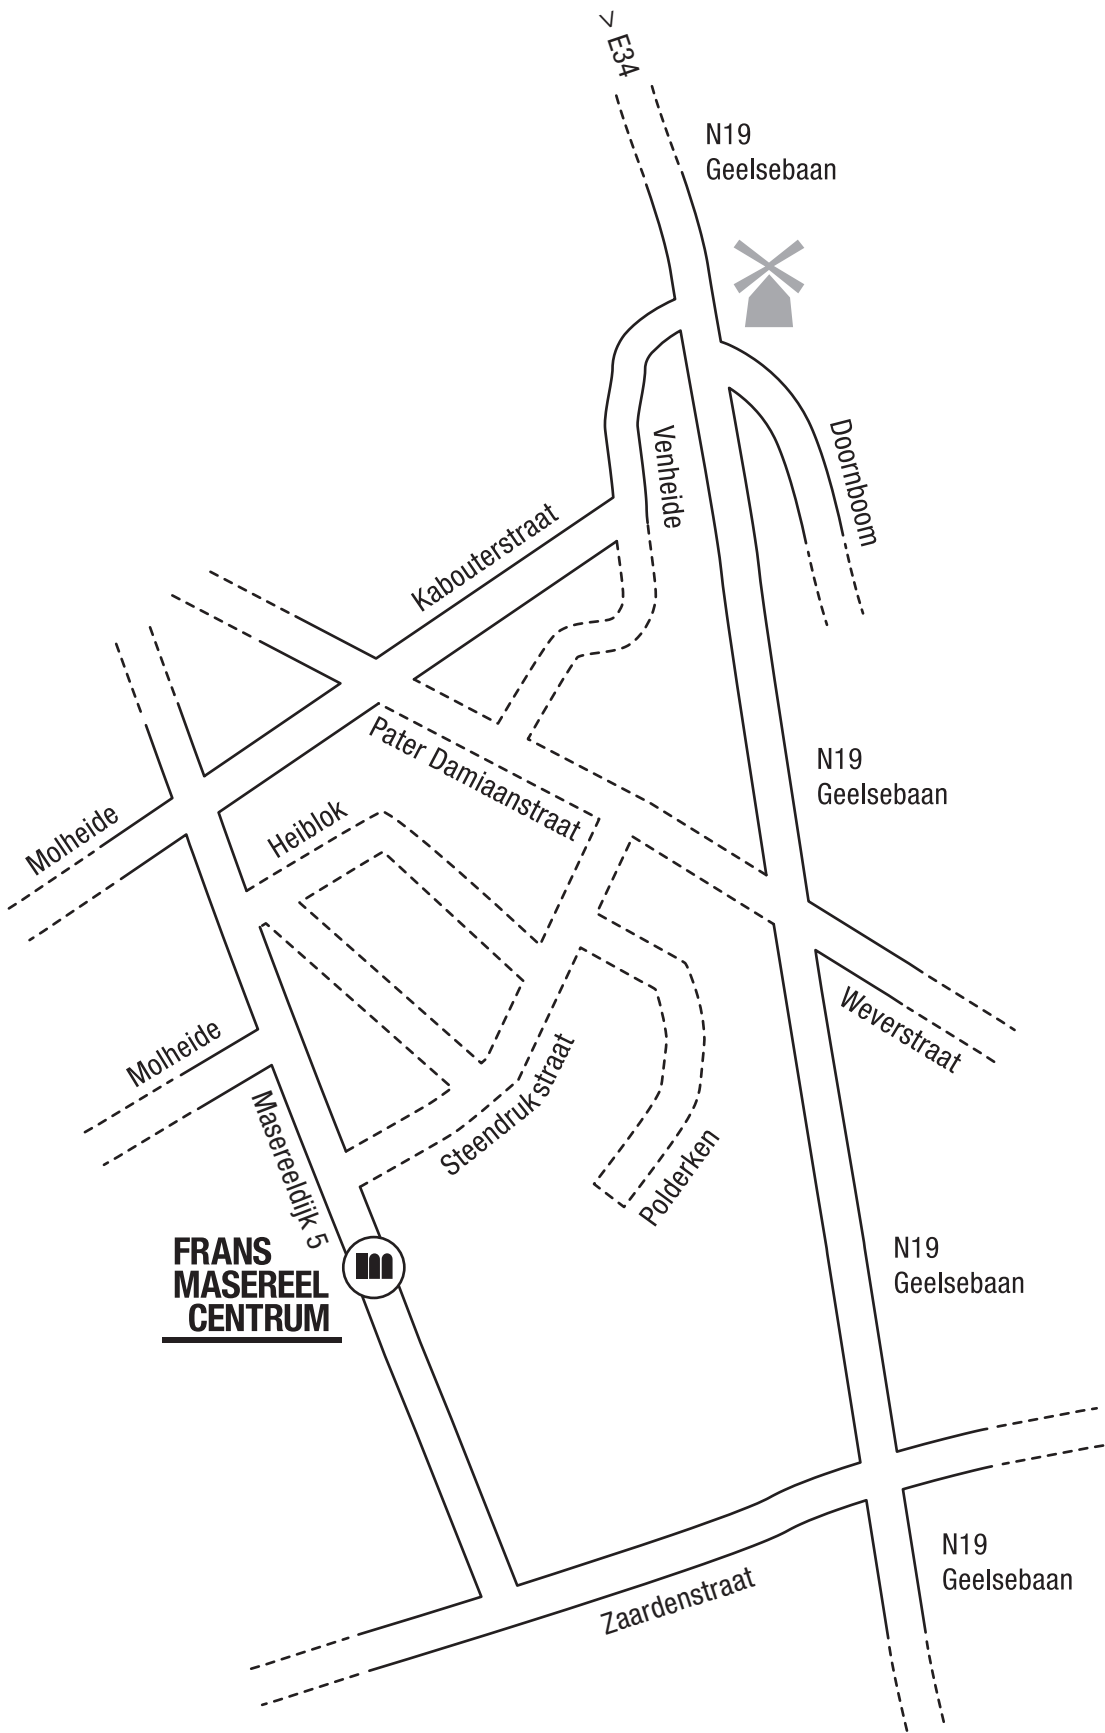 > E34
N19
Geelsebaan
Venheide
Doornboom
Kabouterstraat
Pater Damiaanstraat
N19
Geelsebaan
Molheide
Heiblok
Weverstraat
Molheide
Steendrukstraat
Masereeldijk 5
Polderken
FRANS
MASEREEL
CENTRUM
N19
Geelsebaan
N19
Geelsebaan
Zaardenstraat